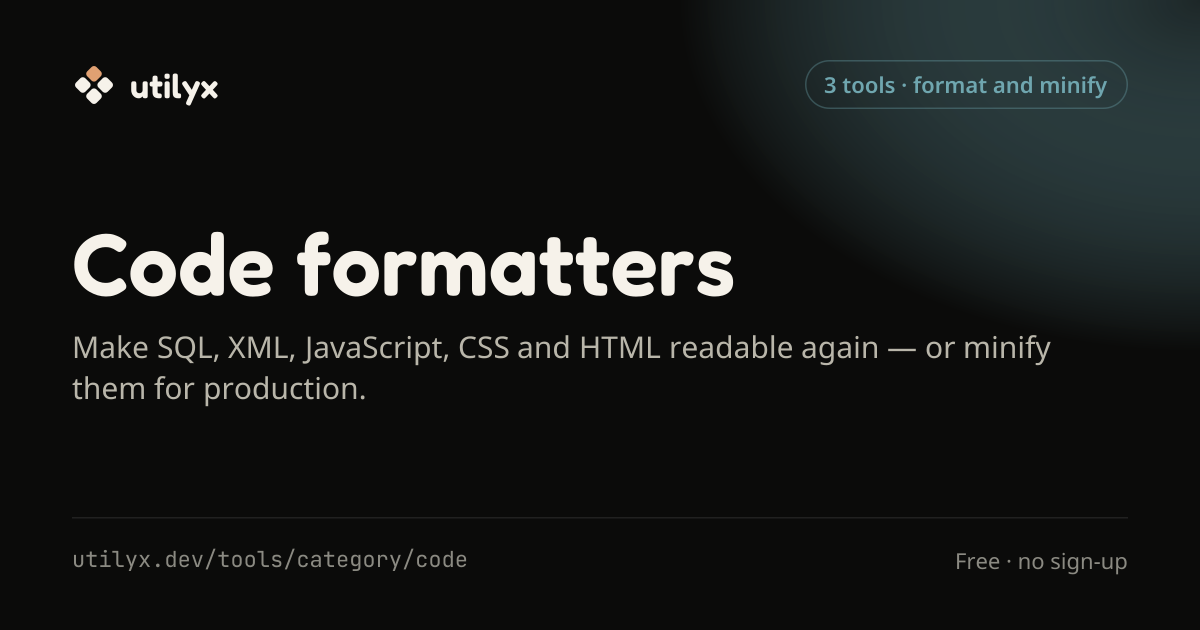 utilyx
3 tools · format and minify
Code formatters
Make SQL, XML, JavaScript, CSS and HTML readable again — or minify
them for production.
utilyx.dev/tools/category/code
Free · no sign-up